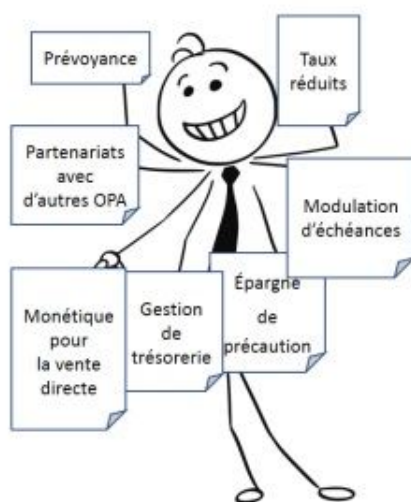 Prévoyance
Taux
réduits
Partenariats
avec
d'autres OPA
Modulation
d'échéances
Monétique
pour
la vente
directe
Gestion
de
trésorerie
Épargne
de
précaution